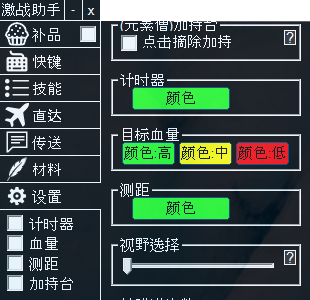 激战助手 - x
补品
快键
技能
直达
传送
材料
设置
计时器
血量
测距
加持台
(元素僧)加持台
点击摘除加持 ?
计时器
颜色
目标血量
颜色:高 颜色:中 颜色:低
测距
颜色
视野选择
?